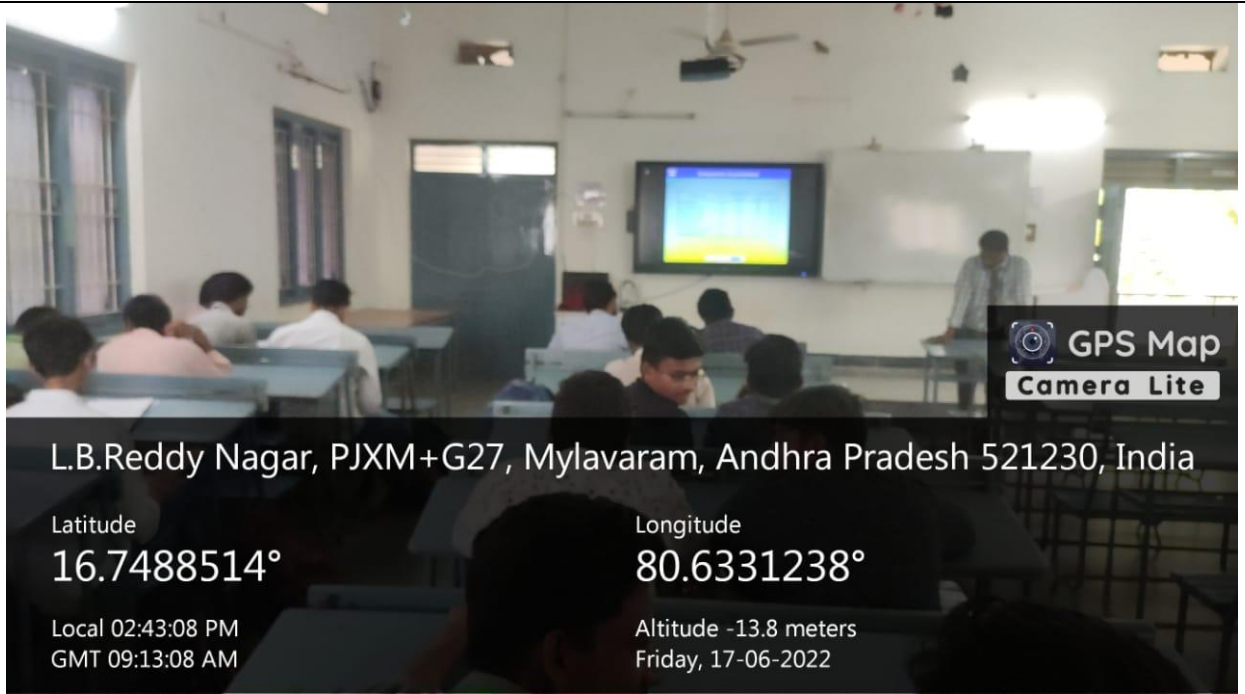 GPS Map
Camera Lite
L.B.Reddy Nagar, PJXM+G27, Mylavaram, Andhra Pradesh 521230, India
Latitude
16.7488514°
Longitude
80.6331238°
Local 02:43:08 PM
GMT 09:13:08 AM
Altitude -13.8 meters
Friday, 17-06-2022